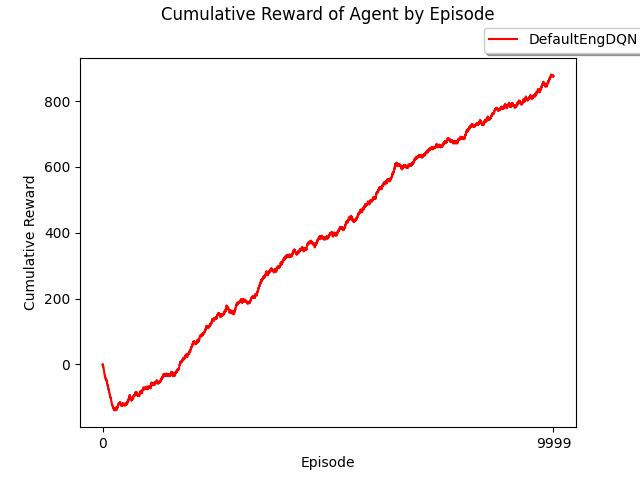 Cumulative Reward of Agent by Episode
DefaultEngDQN
800
600
400
200
0
Cumulative Reward
0 9999
Episode